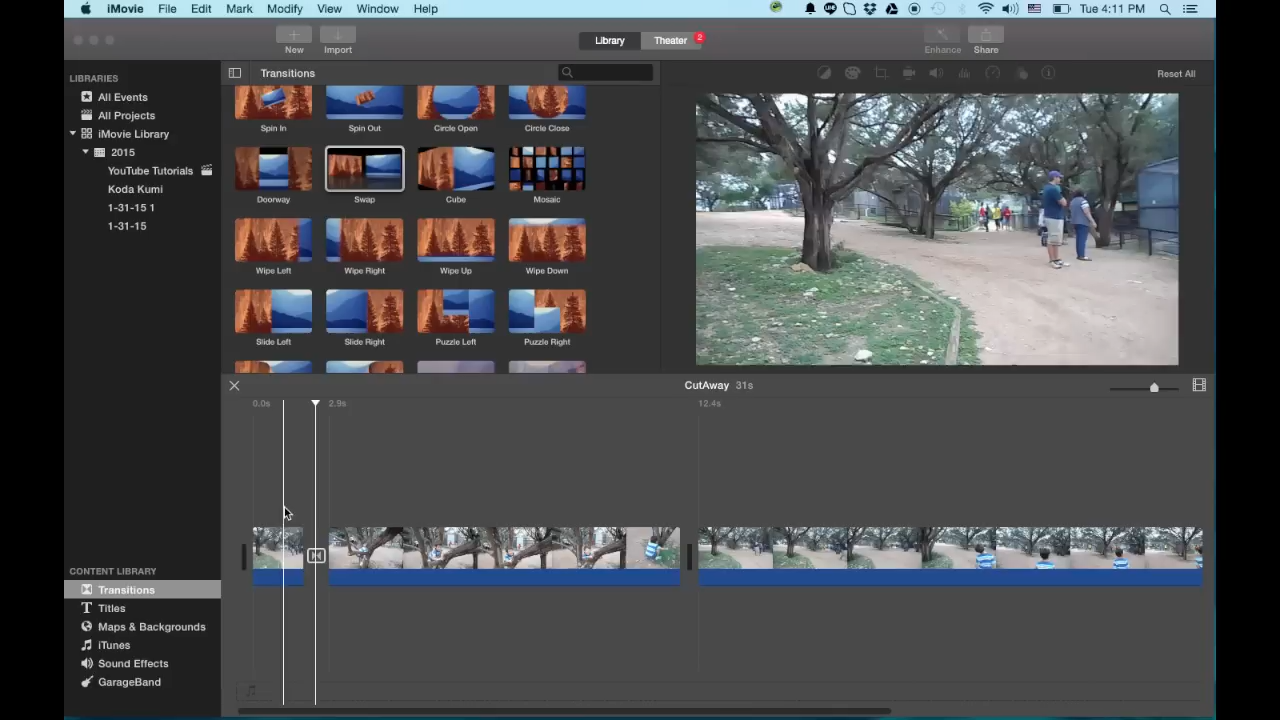 iMovie File Edit Mark Modify View Window Help Tue 4:11 PM
New Import Library Theater 2 Enhance Share
LIBRARIES
All Events
All Projects
iMovie Library
2015
YouTube Tutorials
Koda Kumi
1-31-15 1
1-31-15
CONTENT LIBRARY
Transitions
Titles
Maps & Backgrounds
iTunes
Sound Effects
GarageBand
Transitions
Spin In Spin Out Circle Open Circle Close
Doorway Swap Cube Mosaic
Wipe Left Wipe Right Wipe Up Wipe Down
Slide Left Slide Right Puzzle Left Puzzle Right
Reset All
CutAway 31s
0.0s 2.9s 12.4s